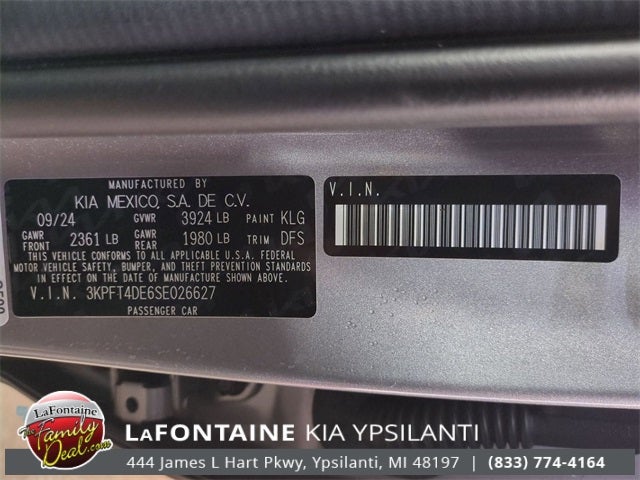 MANUFACTURED BY
KIA MEXICO, S.A. DE C.V.
09/24 GVWR 3924 LB PAINT KLG
GAWR FRONT 2361 LB GAWR REAR 1980 LB TRIM DFS
THIS VEHICLE CONFORMS TO ALL APPLICABLE U.S.A. FEDERAL
MOTOR VEHICLE SAFETY, BUMPER, AND THEFT PREVENTION STANDARDS
IN EFFECT ON THE DATE OF MANUFACTURE SHOWN ABOVE.
V.I.N. 3KPFT4DE6SE026627
PASSENGER CAR
V.I.N.
LaFontaine
The Family
Deal.com
LAFONTAINE KIA YPSILANTI
444 James L Hart Pkwy, Ypsilanti, MI 48197 | (833) 774-4164